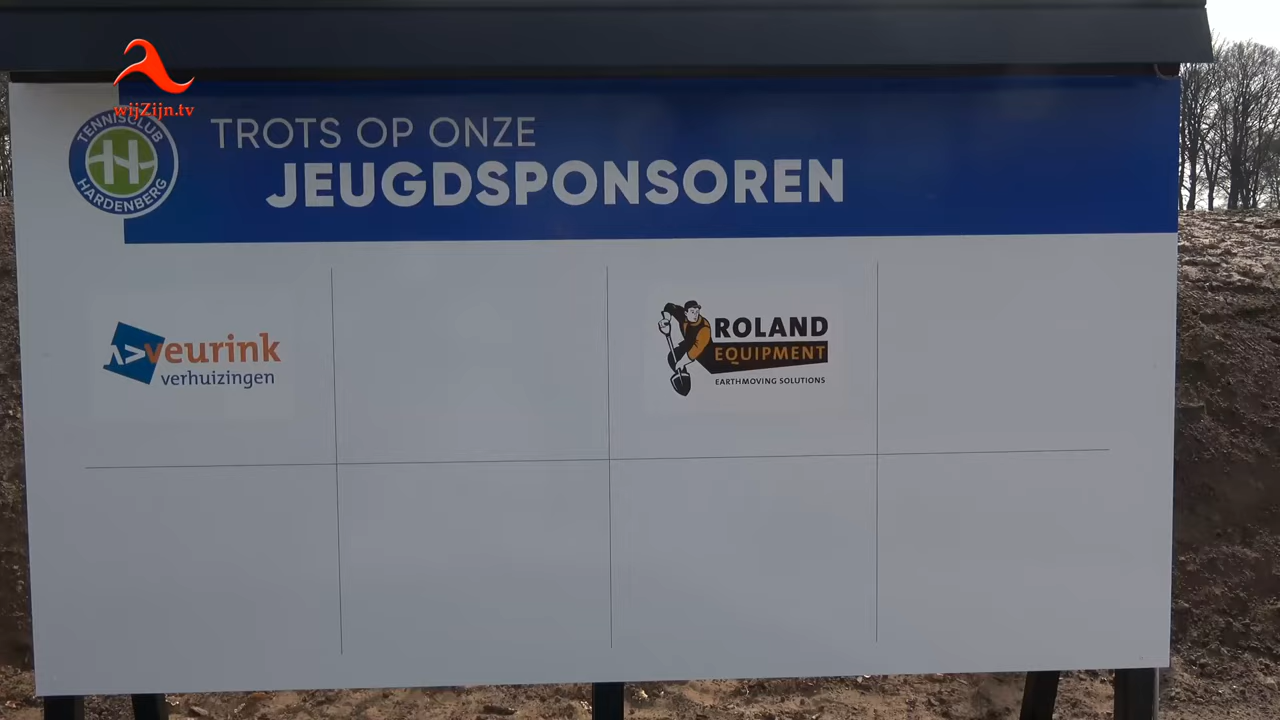 wijZijn.tv
TENNISCLUB
H
HARDENBERG
TROTS OP ONZE
JEUGDSPONSOREN
veurink
verhuizingen
ROLAND
EQUIPMENT
EARTHMOVING SOLUTIONS